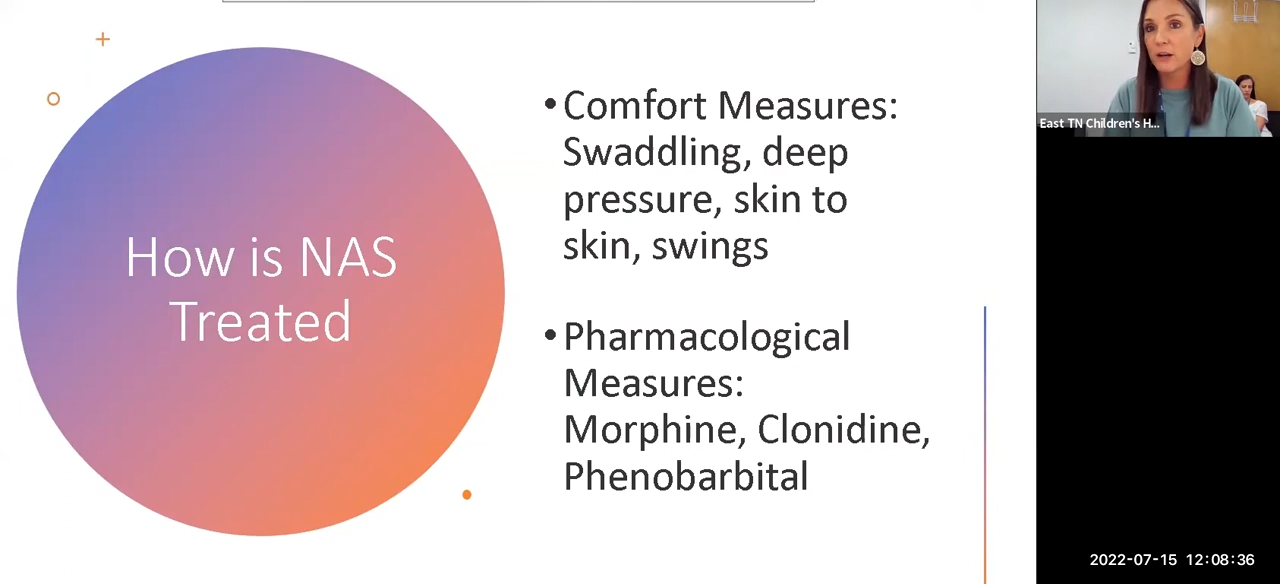 How is NAS
Treated
•Comfort Measures:
Swaddling, deep
pressure, skin to
skin, swings
•Pharmacological
Measures:
Morphine, Clonidine,
Phenobarbital
East TN Children's H...
2022-07-15 12:08:36